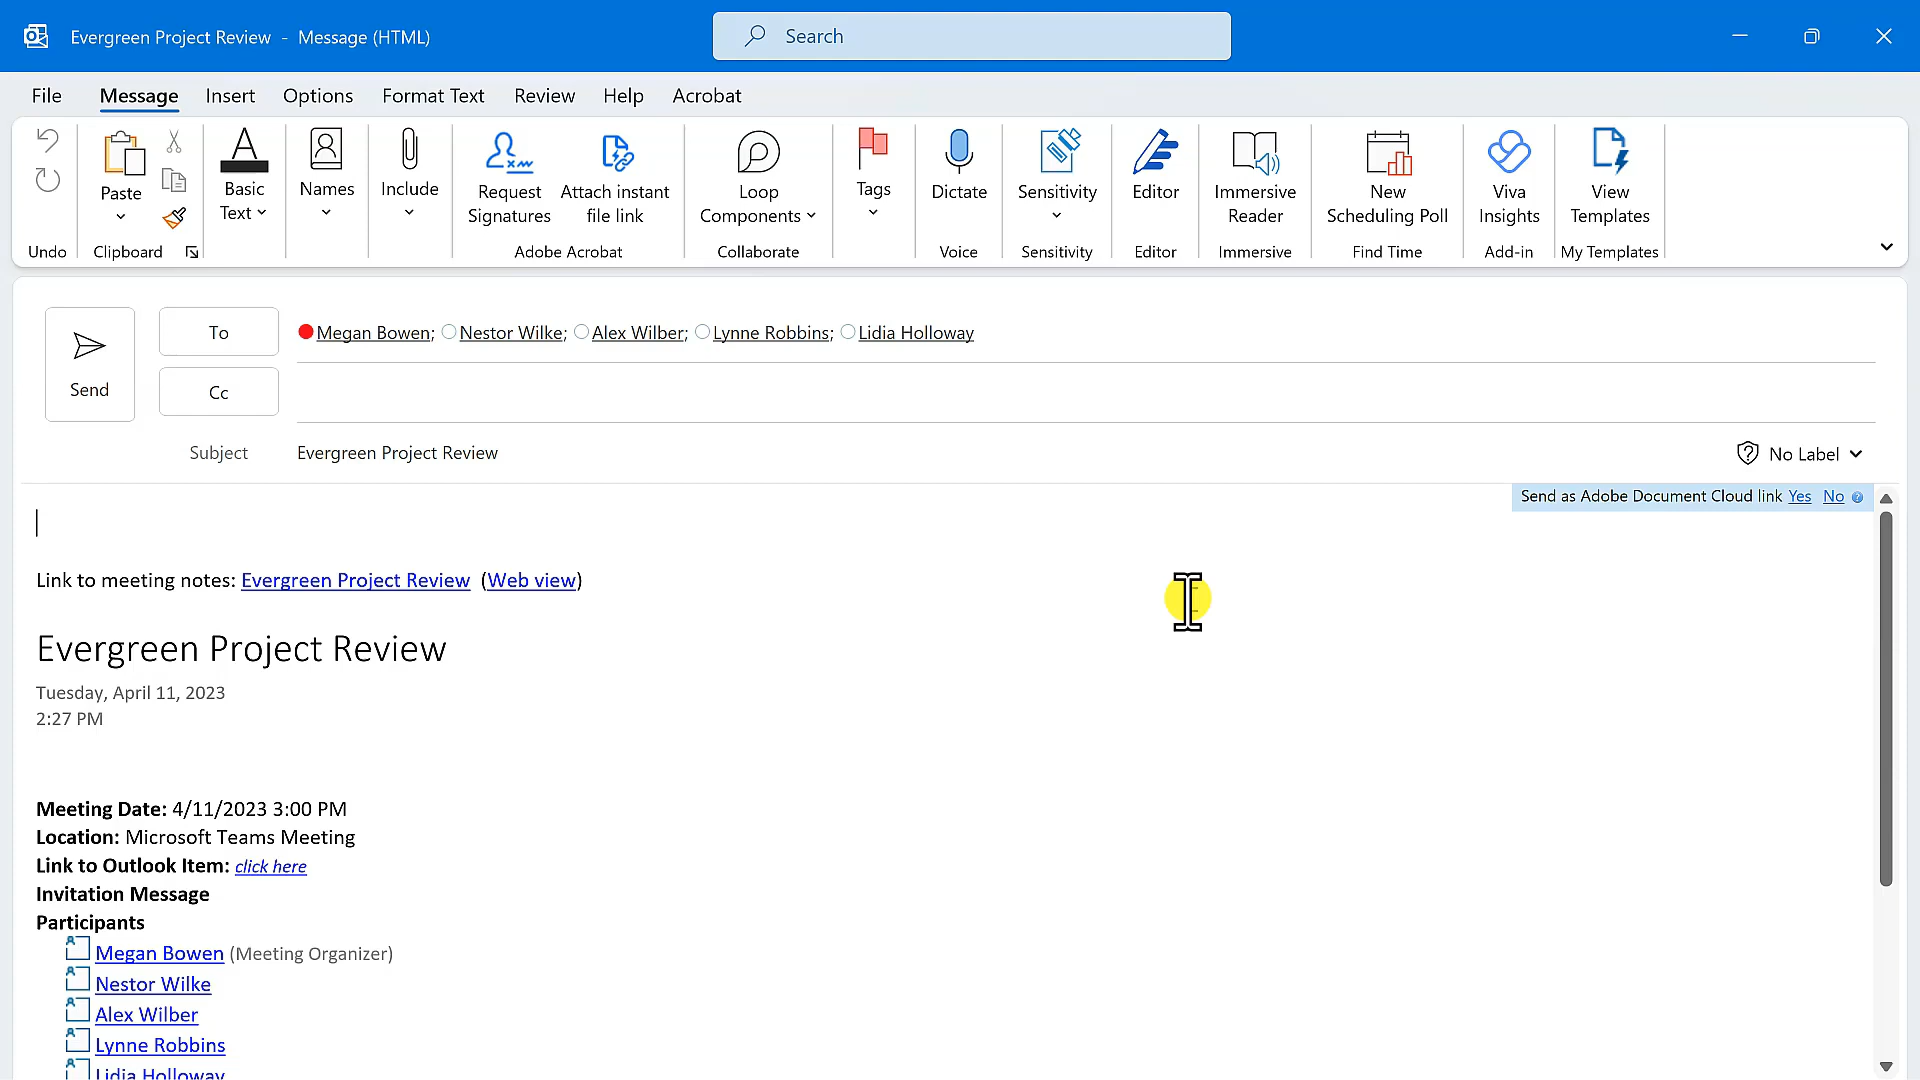 Evergreen Project Review - Message (HTML)
Search
File Message Insert Options Format Text Review Help Acrobat
Paste
Basic
Text
Names
Include
Request
Signatures
Attach instant
file link
Loop
Components
Tags
Dictate
Sensitivity
Editor
Immersive
Reader
New
Scheduling Poll
Viva
Insights
View
Templates
Undo
Clipboard
Adobe Acrobat
Collaborate
Voice
Sensitivity
Editor
Immersive
Find Time
Add-in
My Templates
Send
To
Megan Bowen; Nestor Wilke; Alex Wilber; Lynne Robbins; Lidia Holloway
Cc
Subject
Evergreen Project Review
No Label
Send as Adobe Document Cloud link Yes No
Link to meeting notes: Evergreen Project Review (Web view)
Evergreen Project Review
Tuesday, April 11, 2023
2:27 PM
Meeting Date: 4/11/2023 3:00 PM
Location: Microsoft Teams Meeting
Link to Outlook Item: click here
Invitation Message
Participants
Megan Bowen (Meeting Organizer)
Nestor Wilke
Alex Wilber
Lynne Robbins
Lidia Holloway